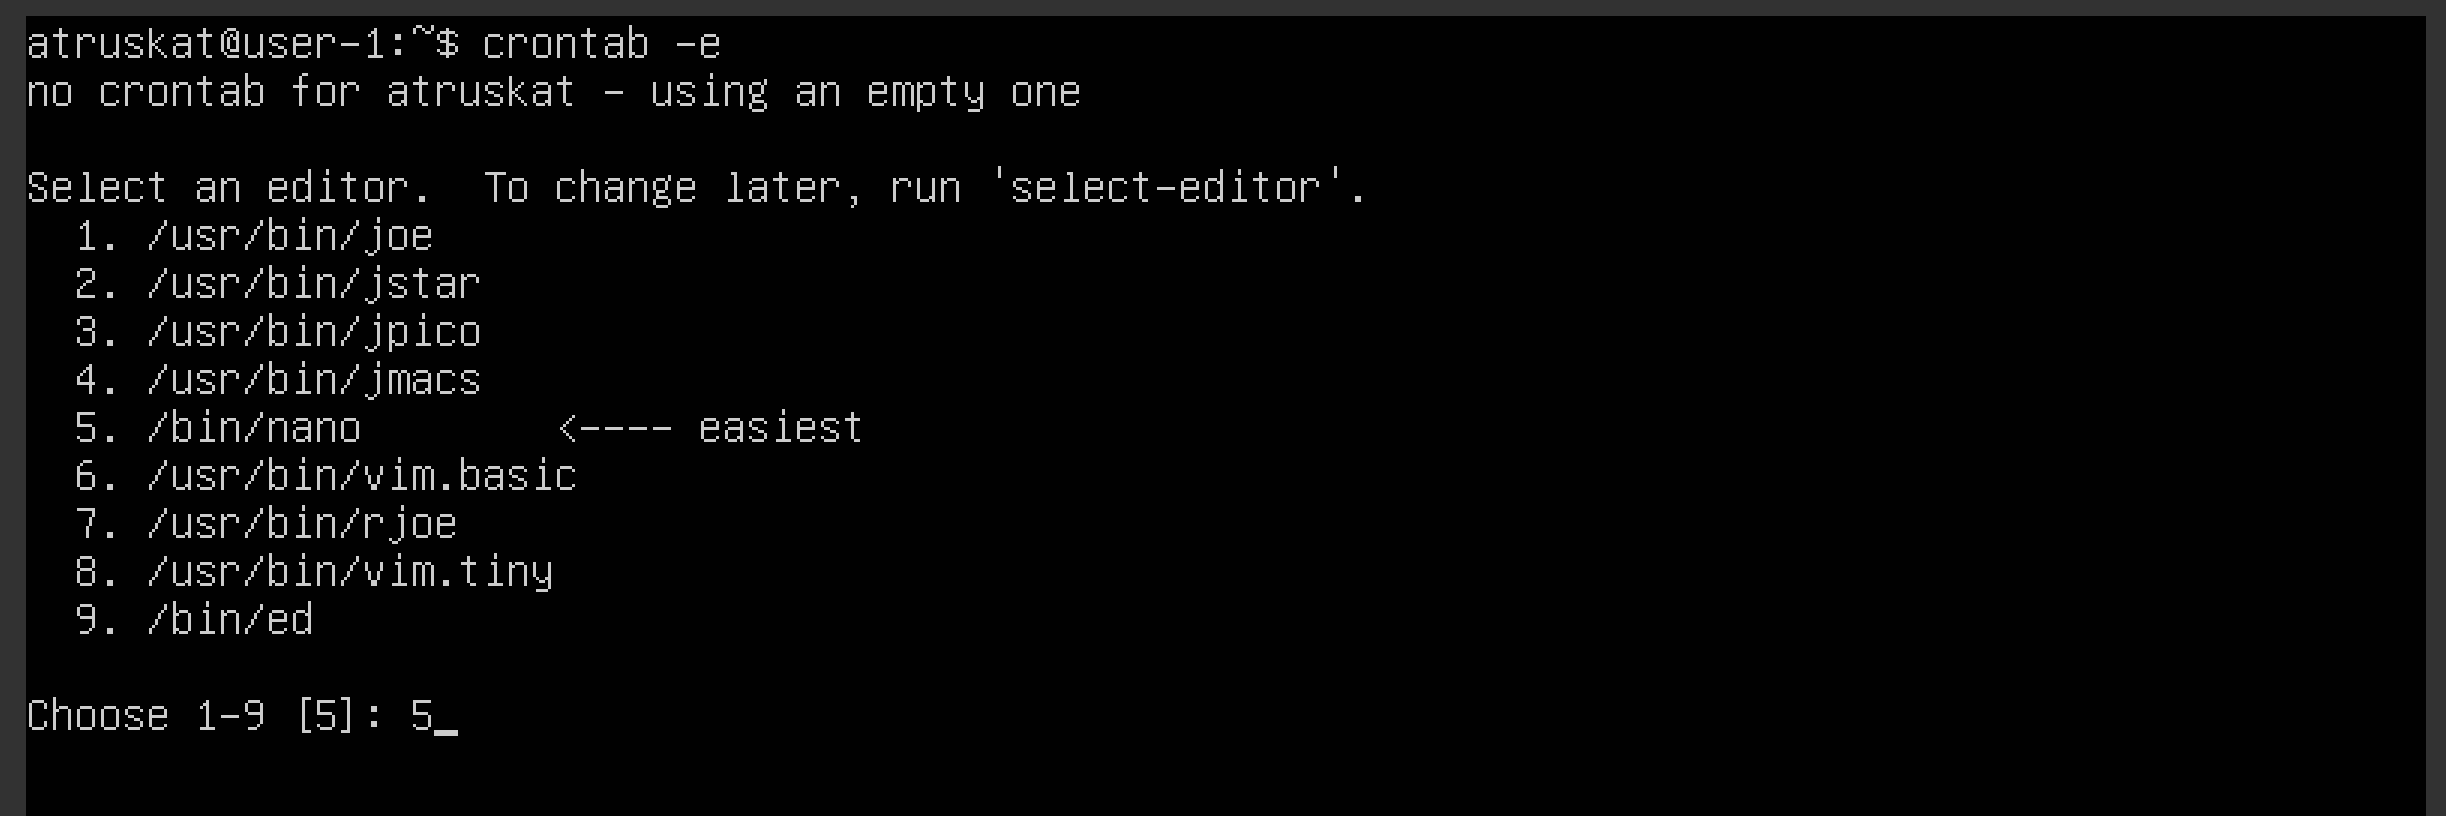 atruskat@user-1:~$ crontab -e
no crontab for atruskat - using an empty one
Select an editor.  To change later, run 'select-editor'.
  1. /usr/bin/joe
  2. /usr/bin/jstar
  3. /usr/bin/jpico
  4. /usr/bin/jmacs
  5. /bin/nano        <---- easiest
  6. /usr/bin/vim.basic
  7. /usr/bin/rjoe
  8. /usr/bin/vim.tiny
  9. /bin/ed
Choose 1-9 [5]: 5_